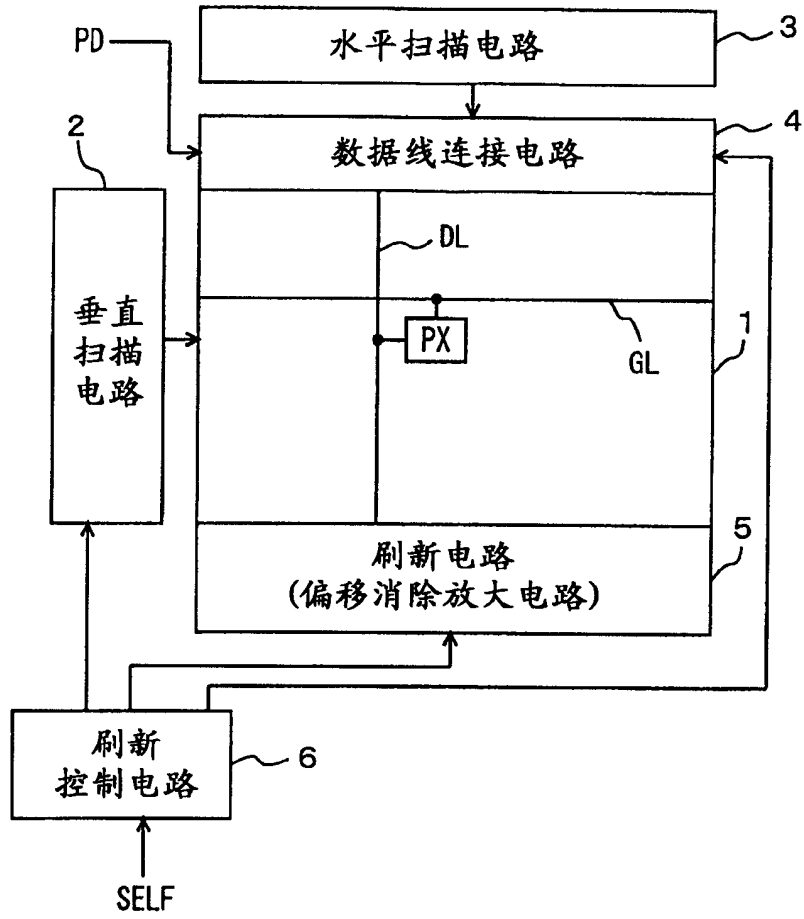 PD
水平扫描电路
3
2
数据线连接电路
4
DL
垂直
扫描
电路
PX
GL
1
刷新电路
(偏移消除放大电路)
5
刷新
控制电路
6
SELF